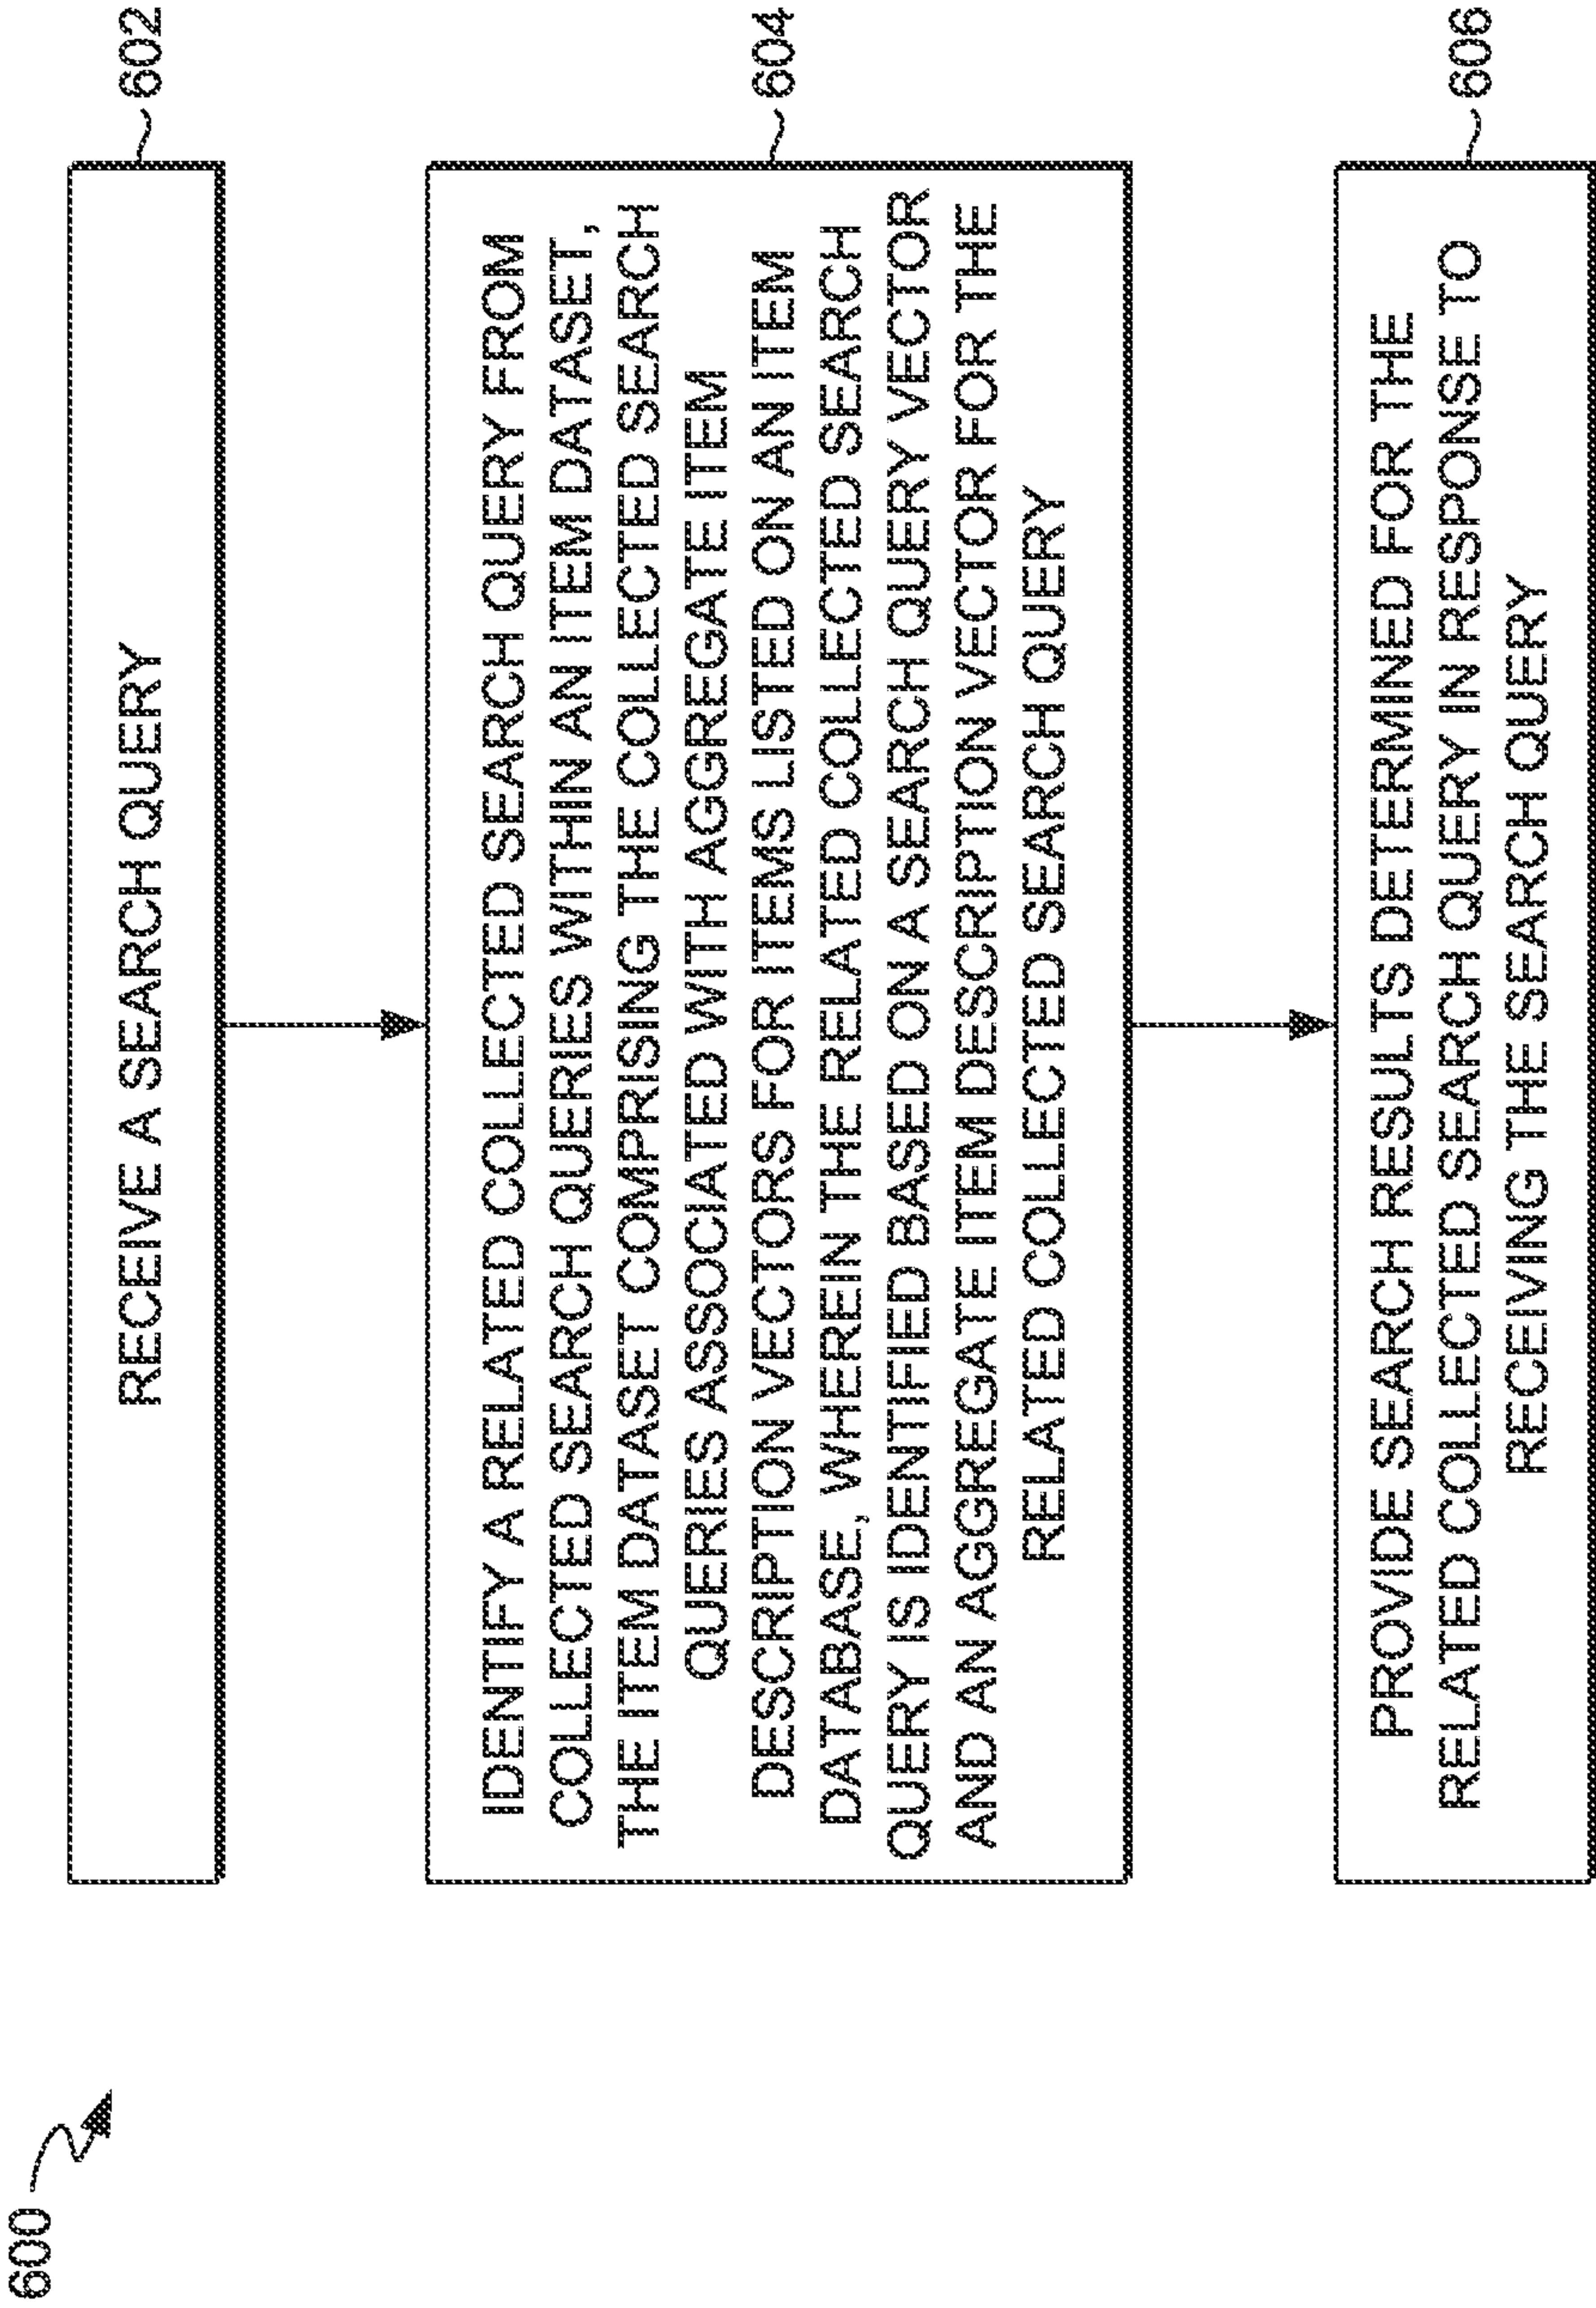 600
RECEIVE A SEARCH QUERY
602
IDENTIFY A RELATED COLLECTED SEARCH QUERY FROM
COLLECTED SEARCH QUERIES WITHIN AN ITEM DATASET,
THE ITEM DATASET COMPRISING THE COLLECTED SEARCH
QUERIES ASSOCIATED WITH AGGREGATE ITEM
DESCRIPTION VECTORS FOR ITEMS LISTED ON AN ITEM
DATABASE, WHEREIN THE RELATED COLLECTED SEARCH
QUERY IS IDENTIFIED BASED ON A SEARCH QUERY VECTOR
AND AN AGGREGATE ITEM DESCRIPTION VECTOR FOR THE
RELATED COLLECTED SEARCH QUERY
604
PROVIDE SEARCH RESULTS DETERMINED FOR THE
RELATED COLLECTED SEARCH QUERY IN RESPONSE TO
RECEIVING THE SEARCH QUERY
606